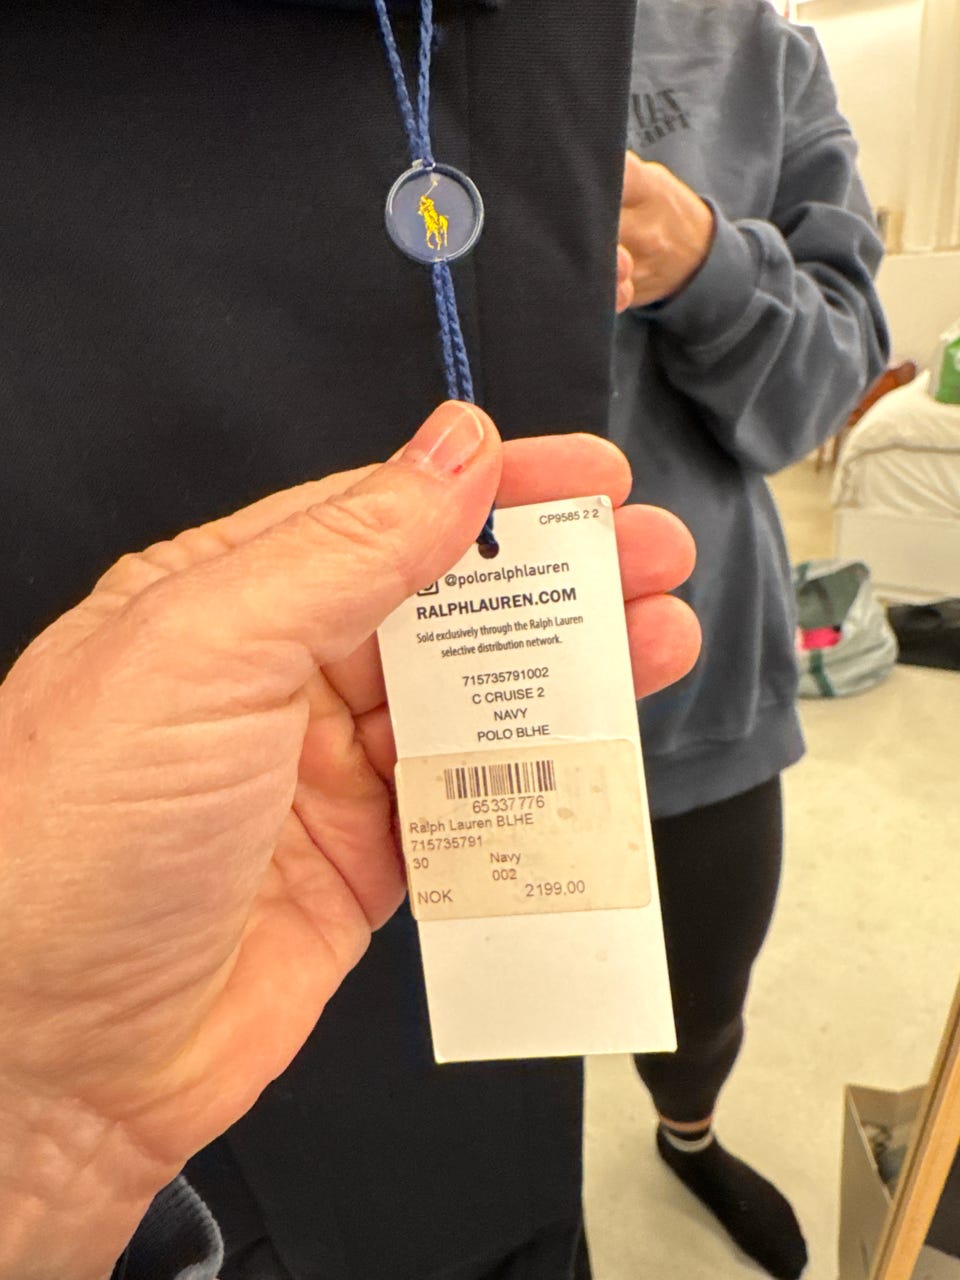 CP9585 2 2
@poloralphlauren
RALPHLAUREN.COM
Sold exclusively through the Ralph Lauren
selective distribution network.
715735791002
C CRUISE 2
NAVY
POLO BLHE
65337776
Ralph Lauren BLHE
715735791
30 Navy
002
NOK 2199,00